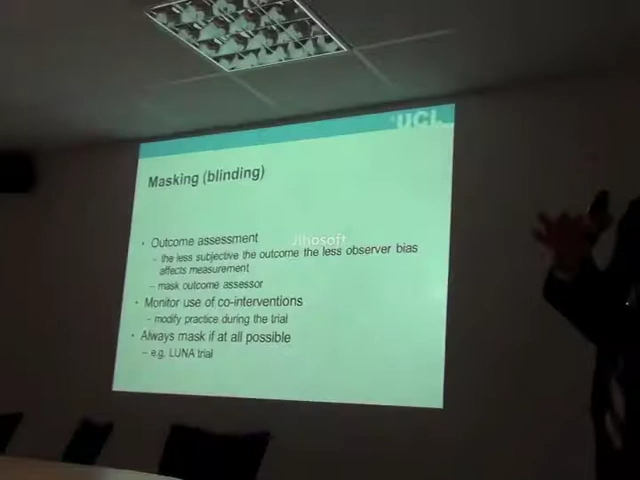 UCL
Masking (blinding)
Jihosoft
• Outcome assessment
– the less subjective the outcome the less observer bias
affects measurement
– mask outcome assessor
• Monitor use of co-interventions
– modify practice during the trial
• Always mask if at all possible
– e.g. LUNA trial